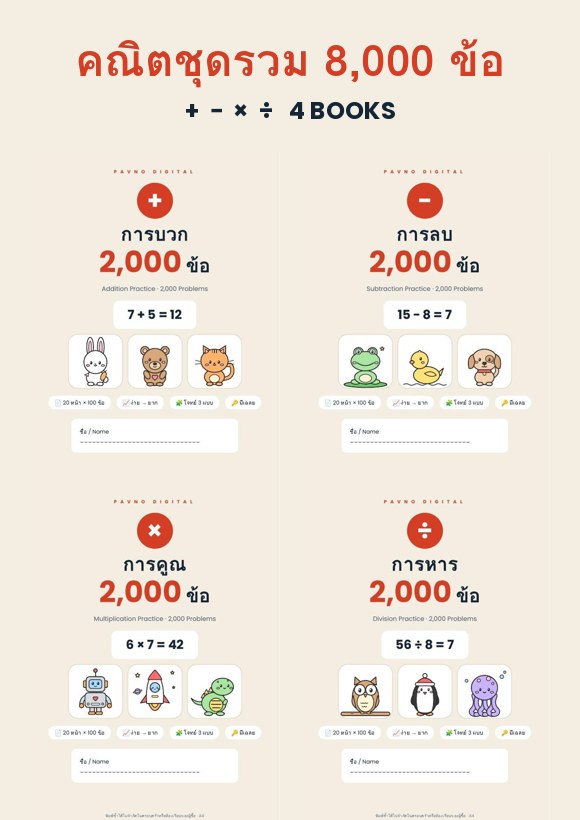 คณิตชุดรวม 8,000 ข้อ
+ − × ÷ 4 BOOKS
PAVNO DIGITAL
+
การบวก
2,000 ข้อ
Addition Practice · 2,000 Problems
7 + 5 = 12
20 หน้า × 100 ข้อ
ง่าย → ยาก
โจทย์ 3 แบบ
มีเฉลย
ชื่อ / Name
PAVNO DIGITAL
−
การลบ
2,000 ข้อ
Subtraction Practice · 2,000 Problems
15 − 8 = 7
20 หน้า × 100 ข้อ
ง่าย → ยาก
โจทย์ 3 แบบ
มีเฉลย
ชื่อ / Name
PAVNO DIGITAL
×
การคูณ
2,000 ข้อ
Multiplication Practice · 2,000 Problems
6 × 7 = 42
20 หน้า × 100 ข้อ
ง่าย → ยาก
โจทย์ 3 แบบ
มีเฉลย
ชื่อ / Name
PAVNO DIGITAL
÷
การหาร
2,000 ข้อ
Division Practice · 2,000 Problems
56 ÷ 8 = 7
20 หน้า × 100 ข้อ
ง่าย → ยาก
โจทย์ 3 แบบ
มีเฉลย
ชื่อ / Name
A4
A4